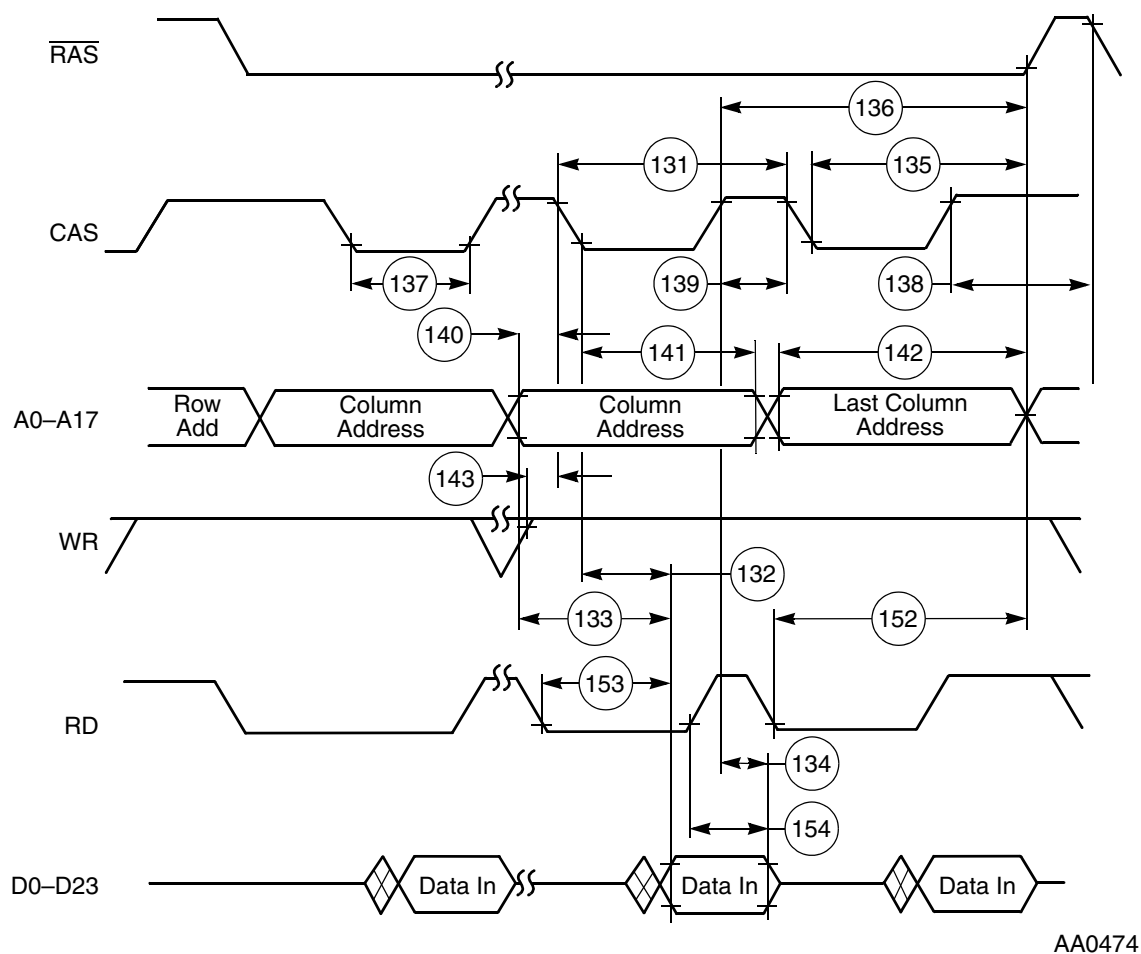 RAS
136
131
135
CAS
137
139
138
140
141
142
A0–A17
Row
Add
Column
Address
Column
Address
Last Column
Address
143
WR
132
133
152
153
RD
134
154
D0–D23
Data In
Data In
Data In
AA0474